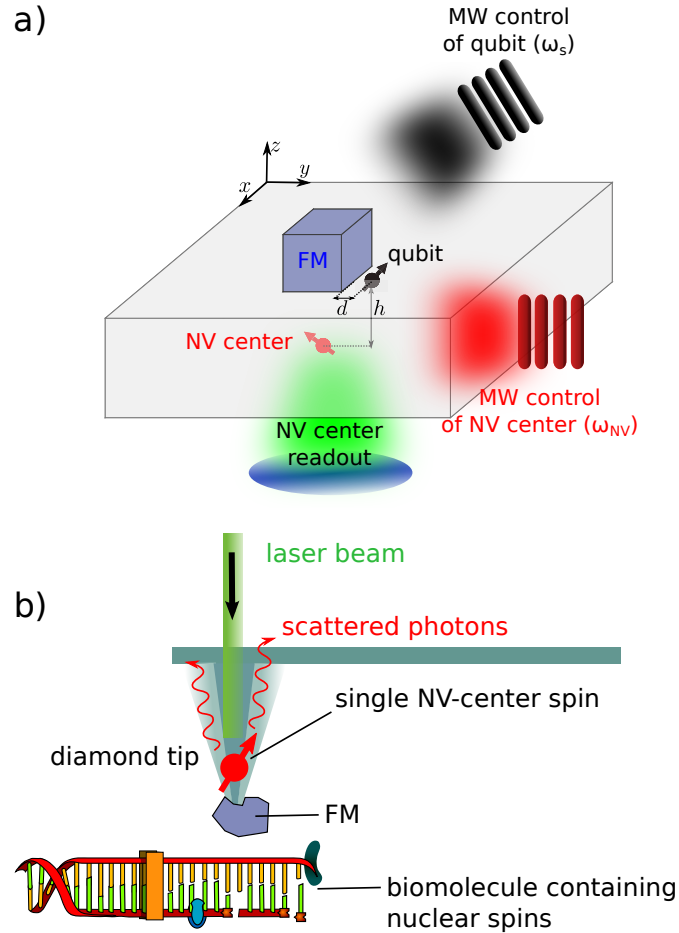 a)
MW control
of qubit (ωs)
z
y
x
FM
qubit
d
h
NV center
MW control
of NV center (ωNV)
NV center
readout
laser beam
b)
scattered photons
single NV-center spin
diamond tip
FM
biomolecule containing
nuclear spins